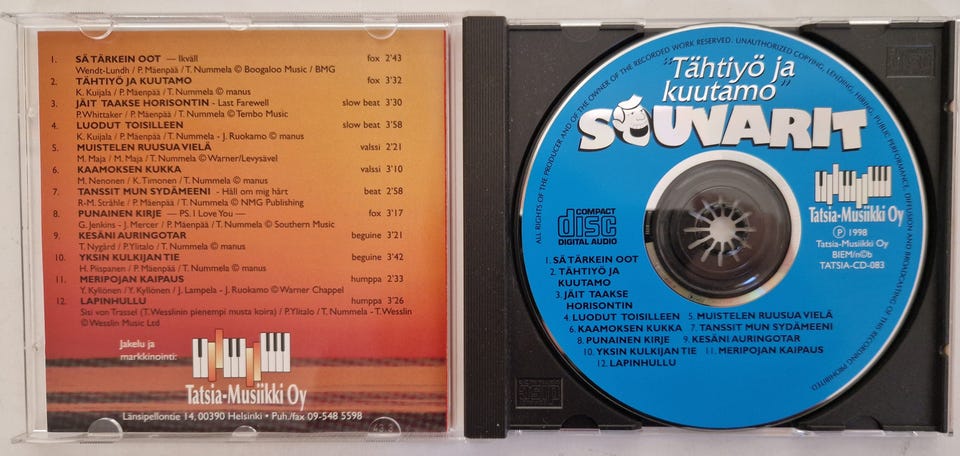 1. SÄ TÄRKEIN OOT — Ikväll fox 2'43
Wendt-Lundh / P. Mäenpää / T. Nummela © Boogaloo Music / BMG
2. TÄHTIYÖ JA KUUTAMO fox 3'32
K. Kuijala / P. Mäenpää / T. Nummela © manus
3. JÄIT TAAKSE HORISONTIN - Last Farewell slow beat 3'30
P.Whittaker / P. Mäenpää / T. Nummela © Tembo Music
4. LUODUT TOISILLEEN slow beat 3'58
K. Kuijala / P. Mäenpää / T. Nummela - J. Ruokamo © manus
5. MUISTELEN RUUSUA VIELÄ valssi 2'21
M. Maja / M. Maja / T. Nummela © Warner/Levysävel
6. KAAMOKSEN KUKKA valssi 3'10
M. Nenonen / K. Timonen / T. Nummela © manus
7. TANSSIT MUN SYDÄMEENI - Håll om mig hårt beat 2'58
R-M. Strähle / P. Mäenpää / T. Nummela © NMG Publishing
8. PUNAINEN KIRJE — PS. I Love You — fox 3'17
G. Jenkins - J. Mercer / P. Mäenpää / T. Nummela © Southern Music
9. KESÄNI AURINGOTAR beguine 3'21
T. Nygård / P.Ylitalo / T. Nummela © manus
10. YKSIN KULKIJAN TIE beguine 3'42
H. Piispanen / P. Mäenpää / T. Nummela © manus
11. MERIPOJAN KAIPAUS humppa 2'33
Y. Kyllönen / Y. Kyllönen / J. Lampela - J. Ruokamo © Warner Chappel
12. LAPINHULLU humppa 3'26
Sisi von Trassel (T. Wesslinin pienempi musta koira) / P.Ylitalo / T. Nummela - T.Wesslin
© Wesslin Music Ltd
Jakelu ja
markkinointi:
Tatsia-Musiikki Oy
Länsipellontie 14, 00390 Helsinki • Puh./fax 09-548 5598
ALL RIGHTS OF THE PRODUCER AND OF THE OWNER OF THE RECORDED WORK RESERVED. UNAUTHORIZED COPYING, LENDING, HIRING, PUBLIC PERFORMANCE, DIFFUSION AND BROADCASTING OF THIS RECORDING PROHIBITED.
"Tähtiyö ja
kuutamo"
SOUVARIT
Tatsia-Musiikki Oy
Ⓟ 1998
Tatsia-Musiikki Oy
BIEM/n©b
TATSIA-CD-083
COMPACT
disc
DIGITAL AUDIO
1. SÄ TÄRKEIN OOT
2. TÄHTIYÖ JA
KUUTAMO
3. JÄIT TAAKSE
HORISONTIN
4. LUODUT TOISILLEEN 5. MUISTELEN RUUSUA VIELÄ
6. KAAMOKSEN KUKKA 7. TANSSIT MUN SYDÄMEENI
8. PUNAINEN KIRJE 9. KESÄNI AURINGOTAR
10. YKSIN KULKIJAN TIE 11. MERIPOJAN KAIPAUS
12. LAPINHULLU